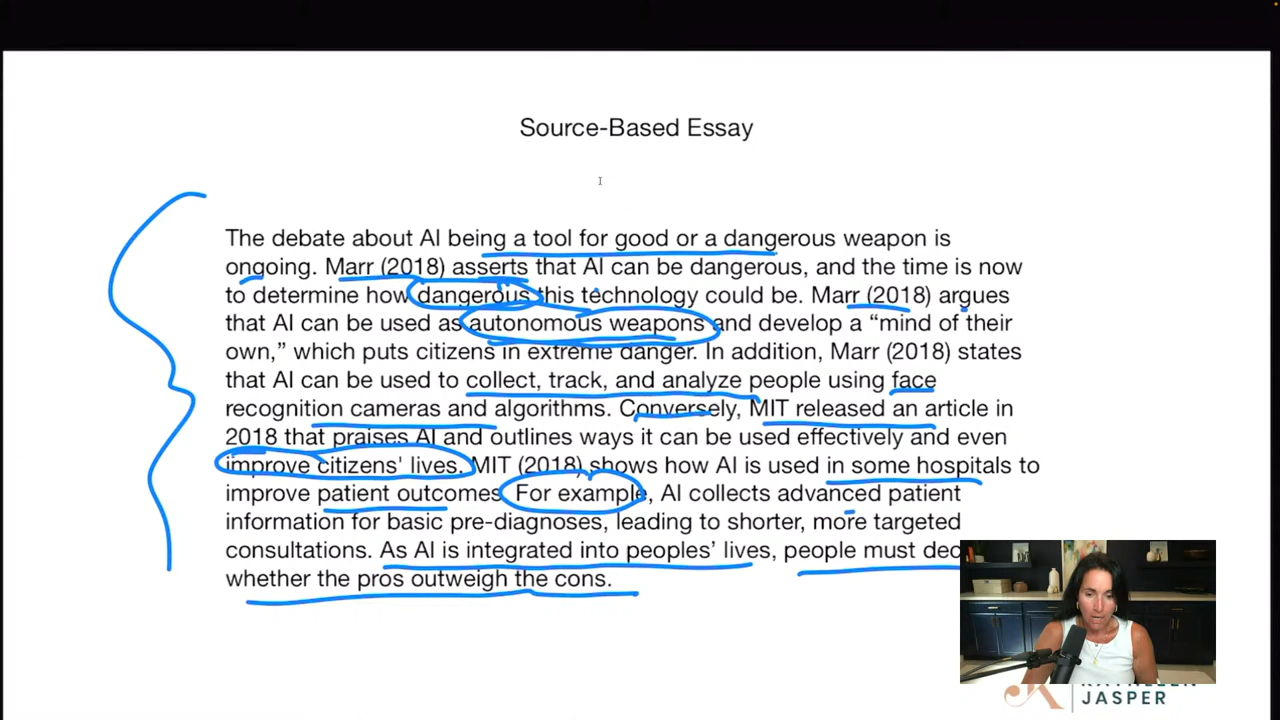 Source-Based Essay
The debate about AI being a tool for good or a dangerous weapon is
ongoing. Marr (2018) asserts that AI can be dangerous, and the time is now
to determine how dangerous this technology could be. Marr (2018) argues
that AI can be used as autonomous weapons and develop a “mind of their
own,” which puts citizens in extreme danger. In addition, Marr (2018) states
that AI can be used to collect, track, and analyze people using face
recognition cameras and algorithms. Conversely, MIT released an article in
2018 that praises AI and outlines ways it can be used effectively and even
improve citizens' lives. MIT (2018) shows how AI is used in some hospitals to
improve patient outcomes. For example, AI collects advanced patient
information for basic pre-diagnoses, leading to shorter, more targeted
consultations. As AI is integrated into peoples’ lives, people must
whether the pros outweigh the cons.
JASPER